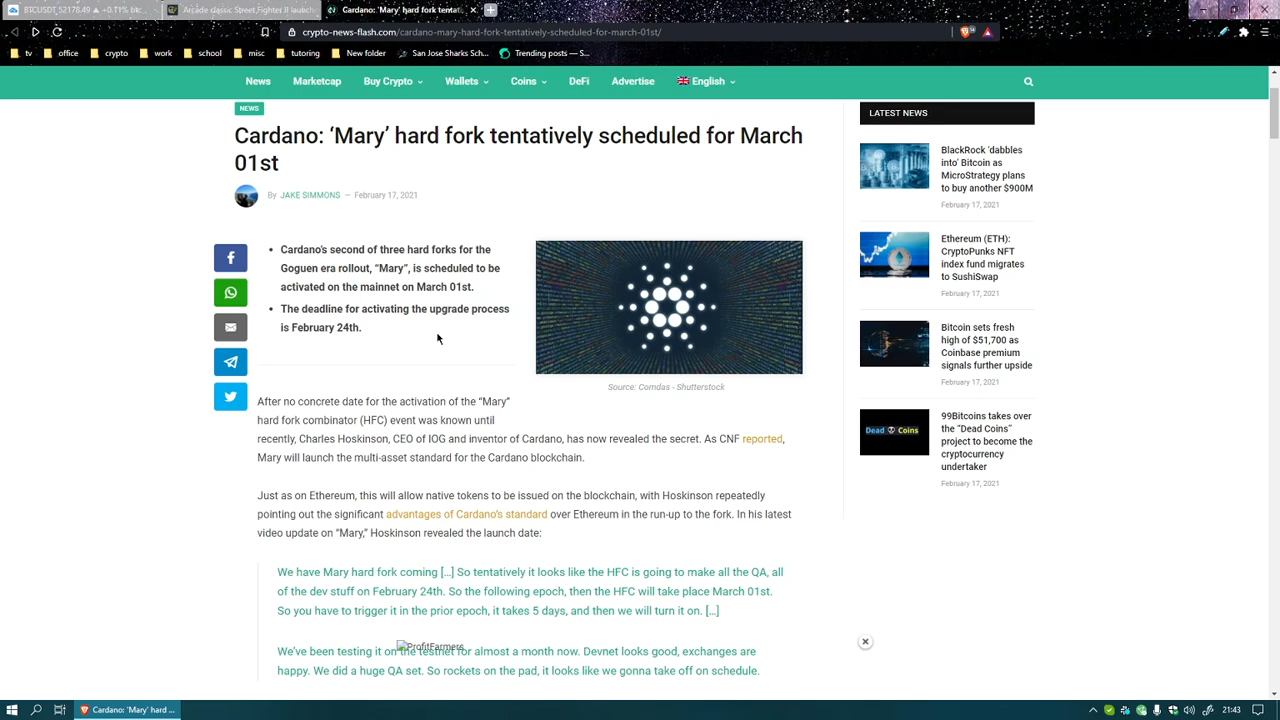 BTCUSDT_52178.49 ▲ +0.71% bi...
Arcade classic Street Fighter II launch
Cardano: 'Mary' hard fork tentati...
crypto-news-flash.com/cardano-mary-hard-fork-tentatively-scheduled-for-march-01st/
tv
office
crypto
work
school
misc
tutoring
New folder
San Jose Sharks Sch...
Trending posts — S...
News
Marketcap
Buy Crypto
Wallets
Coins
DeFi
Advertise
English
NEWS
Cardano: ‘Mary’ hard fork tentatively scheduled for March
01st
By JAKE SIMMONS — February 17, 2021
• Cardano’s second of three hard forks for the
Goguen era rollout, “Mary”, is scheduled to be
activated on the mainnet on March 01st.
• The deadline for activating the upgrade process
is February 24th.
Source: Comdas - Shutterstock
After no concrete date for the activation of the “Mary”
hard fork combinator (HFC) event was known until
recently, Charles Hoskinson, CEO of IOG and inventor of Cardano, has now revealed the secret. As CNF reported,
Mary will launch the multi-asset standard for the Cardano blockchain.
Just as on Ethereum, this will allow native tokens to be issued on the blockchain, with Hoskinson repeatedly
pointing out the significant advantages of Cardano’s standard over Ethereum in the run-up to the fork. In his latest
video update on “Mary,” Hoskinson revealed the launch date:
We have Mary hard fork coming […] So tentatively it looks like the HFC is going to make all the QA, all
of the dev stuff on February 24th. So the following epoch, then the HFC will take place March 01st.
So you have to trigger it in the prior epoch, it takes 5 days, and then we will turn it on. […]
ProfitFarmers
We’ve been testing it on the testnet for almost a month now. Devnet looks good, exchanges are
happy. We did a huge QA set. So rockets on the pad, it looks like we gonna take off on schedule.
LATEST NEWS
BlackRock 'dabbles
into' Bitcoin as
MicroStrategy plans
to buy another $900M
February 17, 2021
Ethereum (ETH):
CryptoPunks NFT
index fund migrates
to SushiSwap
February 17, 2021
Bitcoin sets fresh
high of $51,700 as
Coinbase premium
signals further upside
February 17, 2021
Dead Coins
99Bitcoins takes over
the “Dead Coins”
project to become the
cryptocurrency
undertaker
February 17, 2021
Cardano: 'Mary' hard ...
21:43